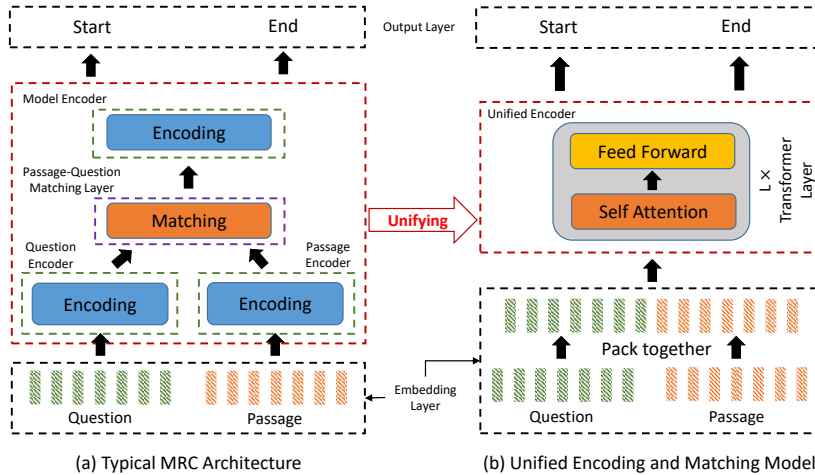 Start
End
Output Layer
Start
End
Model Encoder
Encoding
Passage-Question
Matching Layer
Matching
Question
Encoder
Passage
Encoder
Encoding
Encoding
Unifying
Unified Encoder
Feed Forward
Self Attention
L ×
Transformer
Layer
Pack together
Question
Passage
Embedding
Layer
Question
Passage
(a) Typical MRC Architecture
(b) Unified Encoding and Matching Model